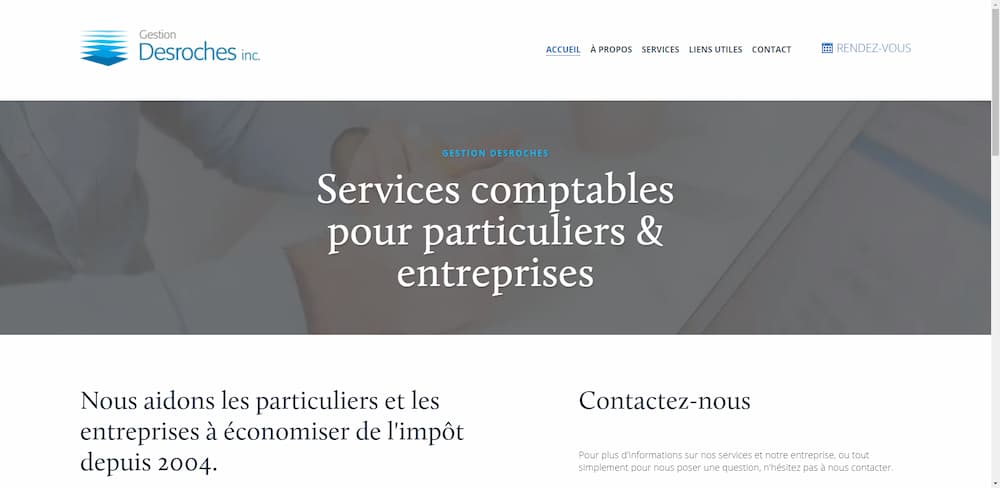 Gestion
Desroches inc.
ACCUEIL À PROPOS SERVICES LIENS UTILES CONTACT RENDEZ-VOUS
GESTION DESROCHES
Services comptables
pour particuliers &
entreprises
Nous aidons les particuliers et les
entreprises à économiser de l'impôt
depuis 2004.
Contactez-nous
Pour plus d'informations sur nos services et notre entreprise, ou tout
simplement pour nous poser une question, n'hésitez pas à nous contacter.